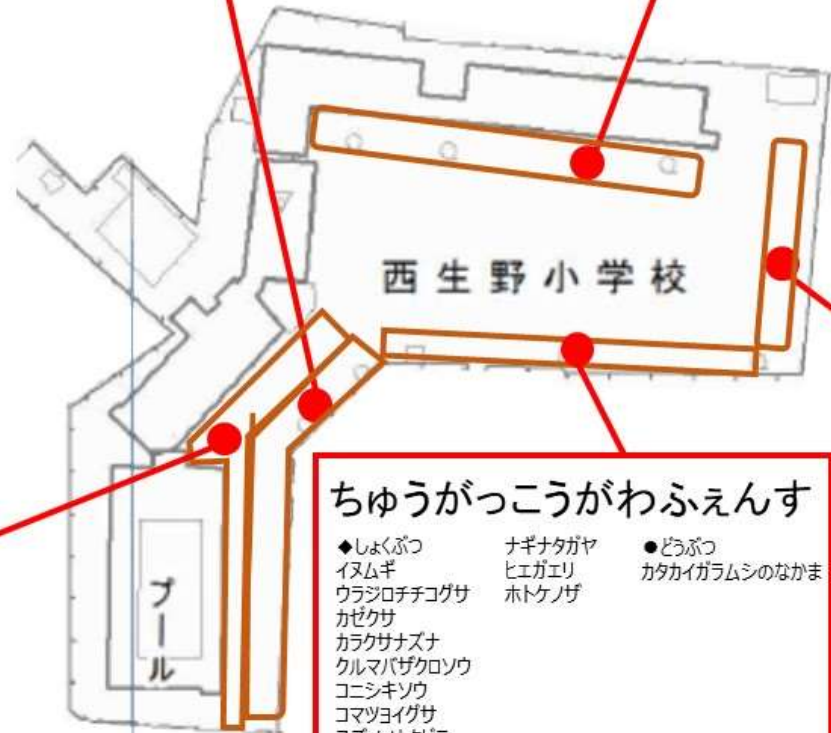 西生野小学校
プール
ちゅうがっこうがわふぇんす
◆しょくぶつ
イヌムギ
ウラジロチチコグサ
カゼクサ
カラクサナズナ
クルマバザクロソウ
コニシキソウ
コマツヨイグサ
ナギナタガヤ
ヒエガエリ
ホトケノザ
●どうぶつ
カタカイガラムシのなかま